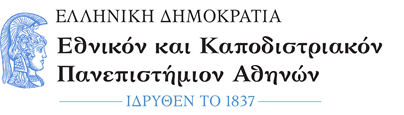 ΕΛΛΗΝΙΚΗ ΔΗΜΟΚΡΑΤΙΑ
Εθνικόν και Καποδιστριακόν
Πανεπιστήμιον Αθηνών
ΙΔΡΥΘΕΝ ΤΟ 1837